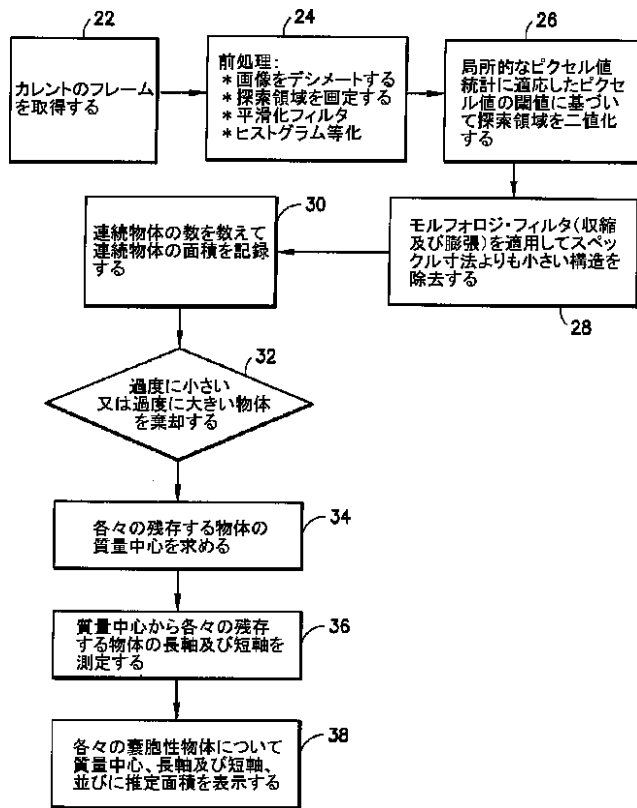 22
カレントのフレーム
を取得する
24
前処理:
*画像をデシメートする
*探索領域を画定する
*平滑化フィルタ
*ヒストグラム等化
26
局所的なピクセル値
統計に適応したピクセ
ル値の閾値に基づい
て探索領域を二値化
する
モルフォロジ・フィルタ(収縮
及び膨張)を適用してスペッ
クル寸法よりも小さい構造を
除去する
28
30
連続物体の数を数えて
連続物体の面積を記録
する
32
過度に小さい
又は過度に大きい物体
を棄却する
34
各々の残存する物体の
質量中心を求める
36
質量中心から各々の残存
する物体の長軸及び短軸を
測定する
38
各々の嚢胞性物体について
質量中心、長軸及び短軸、
並びに推定面積を表示する